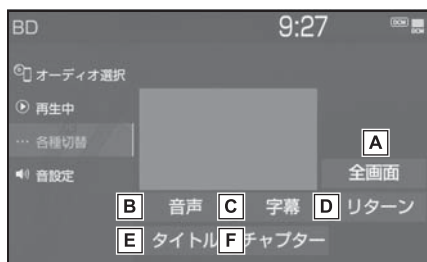 BD 9:27 DCM DCM
オーディオ選択
再生中
… 各種切替
音設定
A
全画面
B 音声 C 字幕 D リターン
E タイトル F チャプター